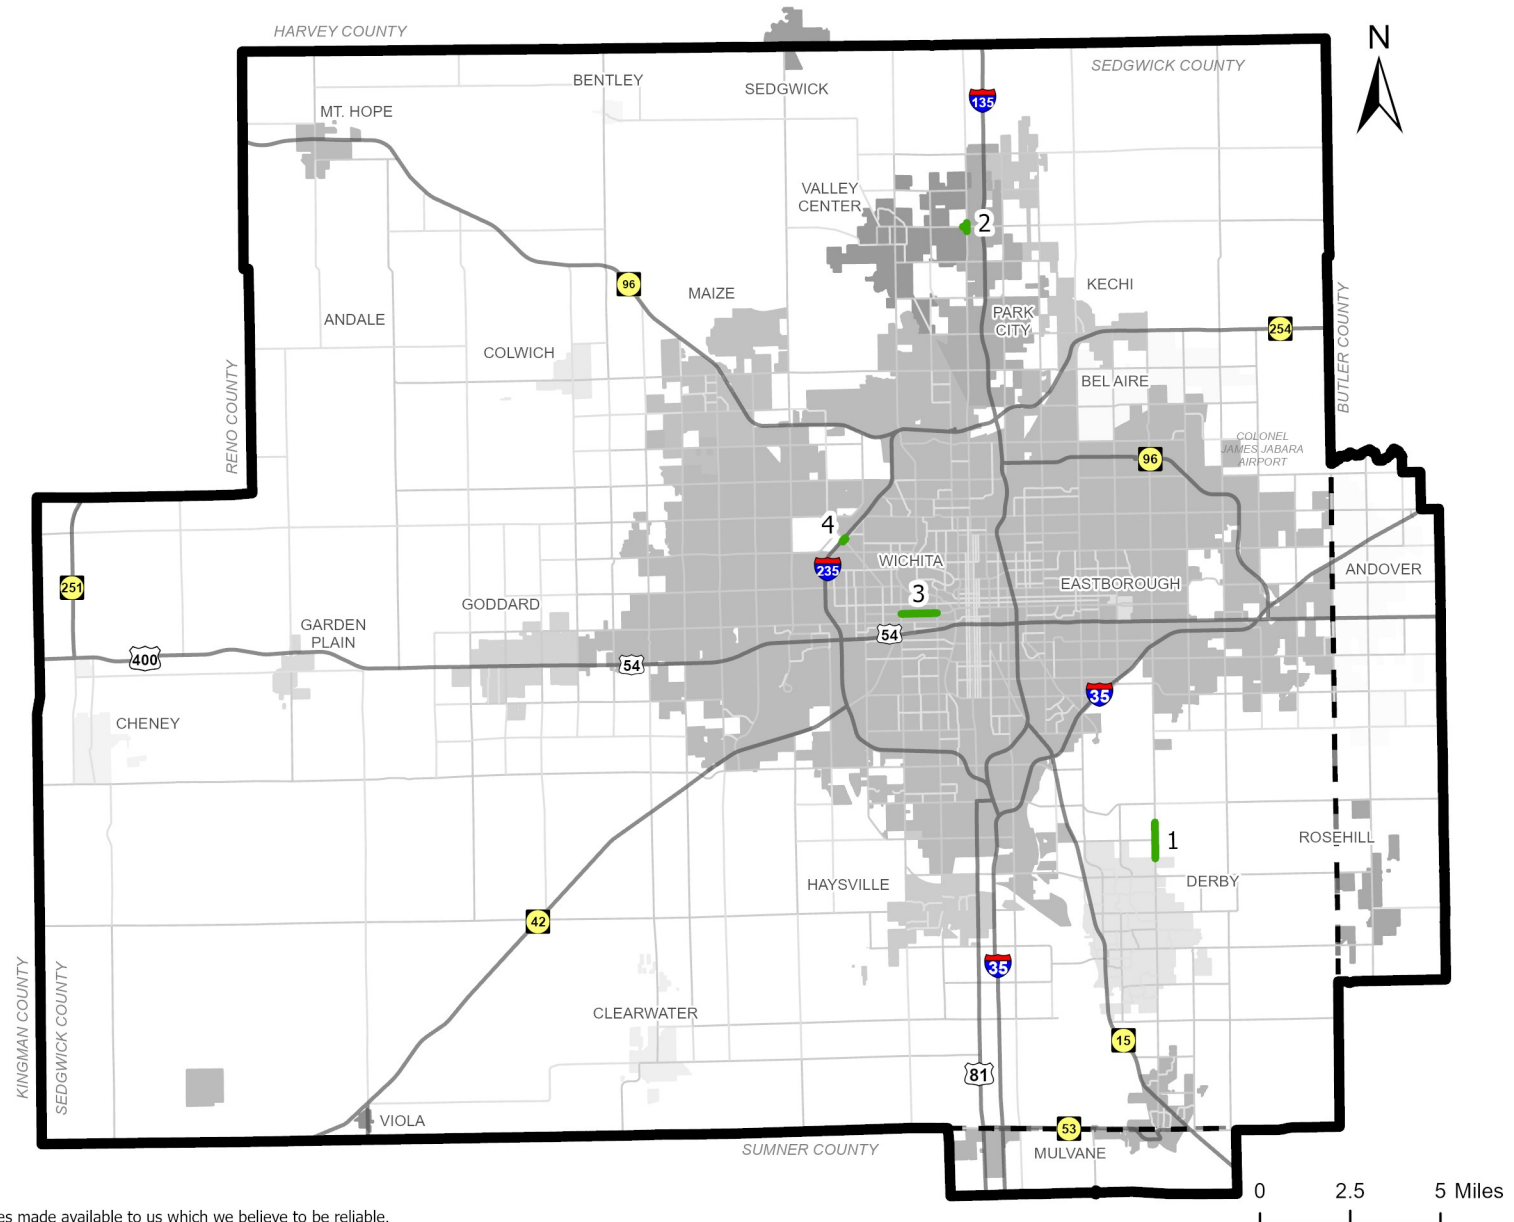 HARVEY COUNTY
N
SEDGWICK COUNTY
BENTLEY
SEDGWICK
135
MT. HOPE
VALLEY
CENTER
2
96
MAIZE
KECHI
PARK
CITY
ANDALE
254
COLWICH
BEL AIRE
BUTLER COUNTY
RENO COUNTY
COLONEL
JAMES JABARA
AIRPORT
96
4
WICHITA
235
ANDOVER
251
EASTBOROUGH
3
GODDARD
GARDEN
PLAIN
54
400
54
35
CHENEY
1
ROSEHILL
HAYSVILLE
DERBY
42
35
KINGMAN COUNTY
SEDGWICK COUNTY
CLEARWATER
15
81
VIOLA
53
SUMNER COUNTY
MULVANE
0 2.5 5 Miles
es made available to us which we believe to be reliable.